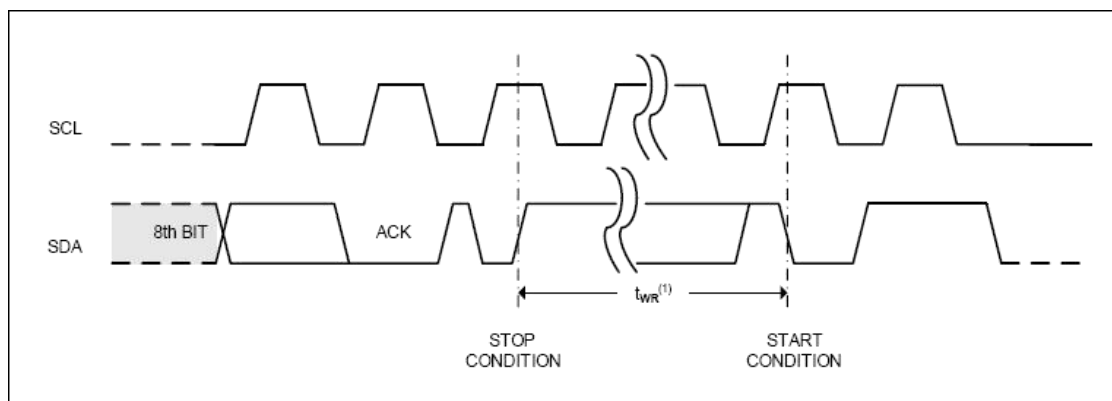 SCL
SDA
8th BIT
ACK
tWR(1)
STOP
CONDITION
START
CONDITION